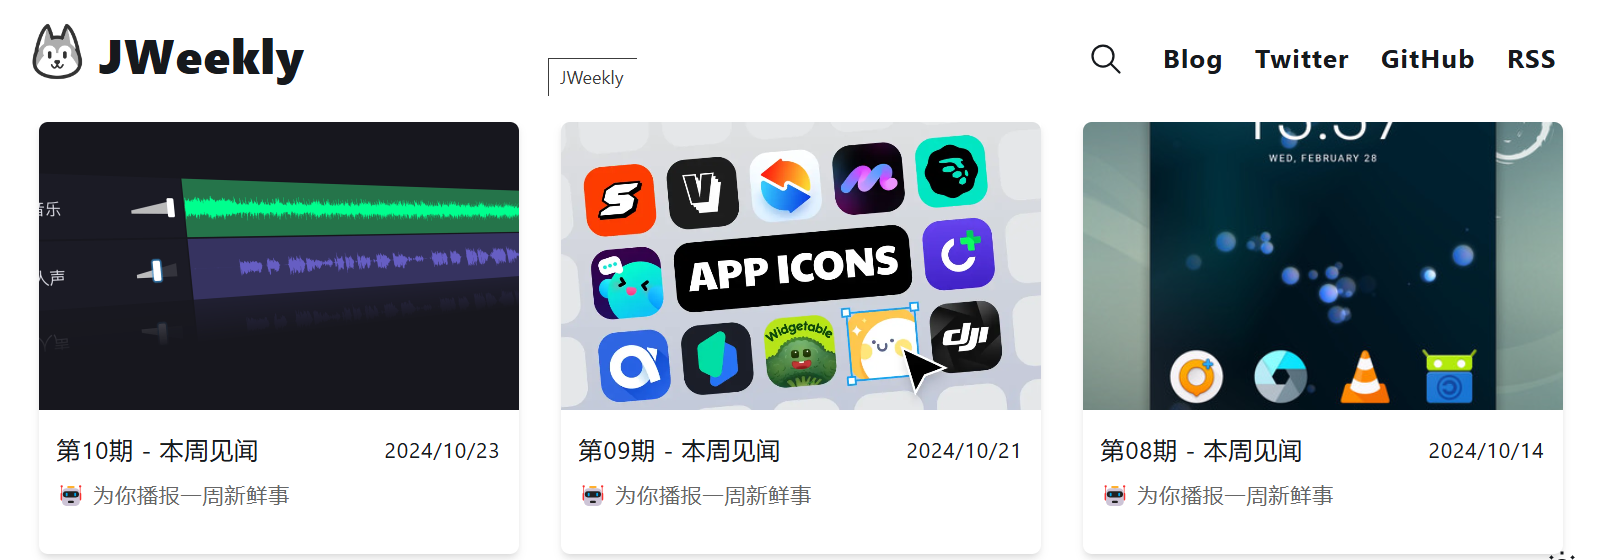 JWeekly
JWeekly
Blog
Twitter
GitHub
RSS
音乐
人声
WED, FEBRUARY 28
APP ICONS
Widgetable
dji
第10期 - 本周见闻
2024/10/23
为你播报一周新鲜事
第09期 - 本周见闻
2024/10/21
为你播报一周新鲜事
第08期 - 本周见闻
2024/10/14
为你播报一周新鲜事